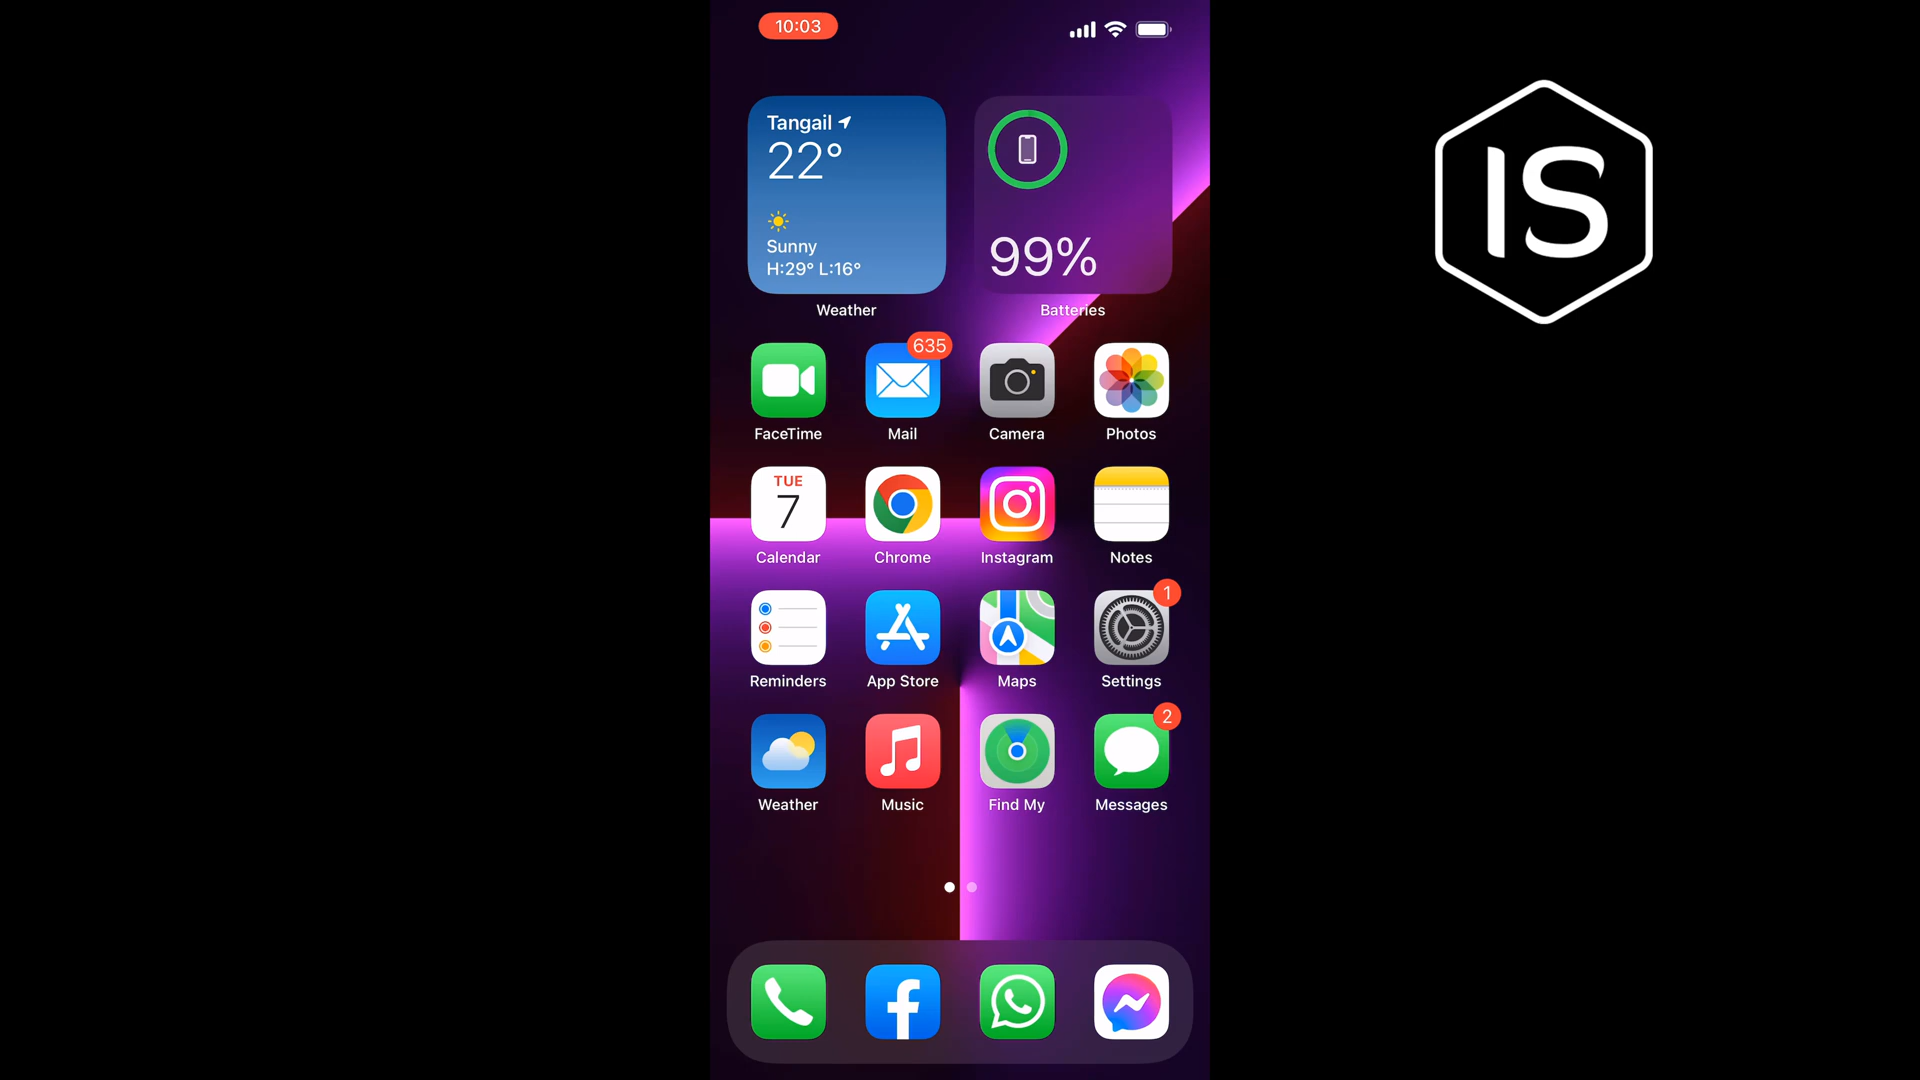 10:03
Tangail
22°
Sunny
H:29° L:16°
99%
Weather
Batteries
635
FaceTime
Mail
Camera
Photos
TUE
7
Calendar
Chrome
Instagram
Notes
1
Reminders
App Store
Maps
Settings
2
Weather
Music
Find My
Messages
IS